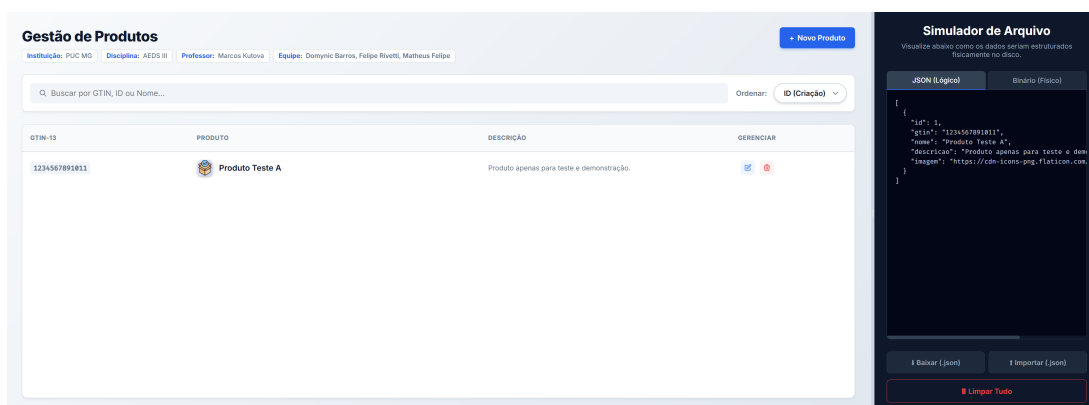 Gestão de Produtos
Instituição: PUC MG Disciplina: AEDS III Professor: Marcos Kutova Equipe: Domynic Barros, Felipe Rivetti, Matheus Felipe
+ Novo Produto
Buscar por GTIN, ID ou Nome...
Ordenar: ID (Criação)
GTIN-13 PRODUTO DESCRIÇÃO GERENCIAR
1234567891011 Produto Teste A Produto apenas para teste e demonstração.
Simulador de Arquivo
Visualize abaixo como os dados seriam estruturados
fisicamente no disco.
JSON (Lógico) Binário (Físico)
[
{
"id": 1,
"gtin": "1234567891011",
"nome": "Produto Teste A",
"descricao": "Produto apenas para teste e dem
"imagem": "https://cdn-icons-png.flaticon.com
}
]
⬇ Baixar (.json) ⬆ Importar (.json)
Limpar Tudo